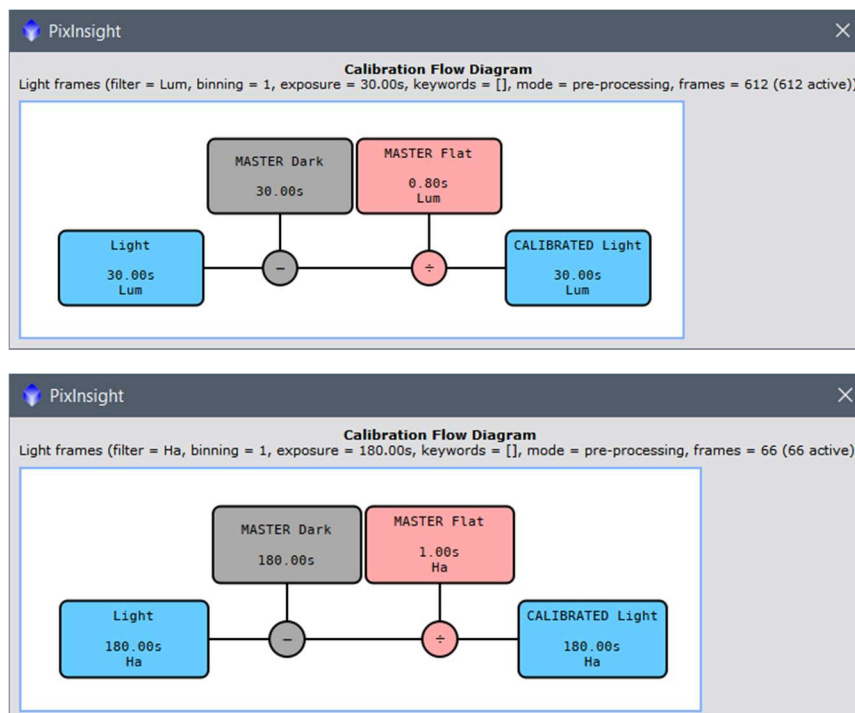 PixInsight
Calibration Flow Diagram
Light frames (filter = Lum, binning = 1, exposure = 30.00s, keywords = [], mode = pre-processing, frames = 612 (612 active))
MASTER Dark
30.00s
MASTER Flat
0.80s
Lum
Light
30.00s
Lum
−
÷
CALIBRATED Light
30.00s
Lum
PixInsight
Calibration Flow Diagram
Light frames (filter = Ha, binning = 1, exposure = 180.00s, keywords = [], mode = pre-processing, frames = 66 (66 active)
MASTER Dark
180.00s
MASTER Flat
1.00s
Ha
Light
180.00s
Ha
−
÷
CALIBRATED Light
180.00s
Ha